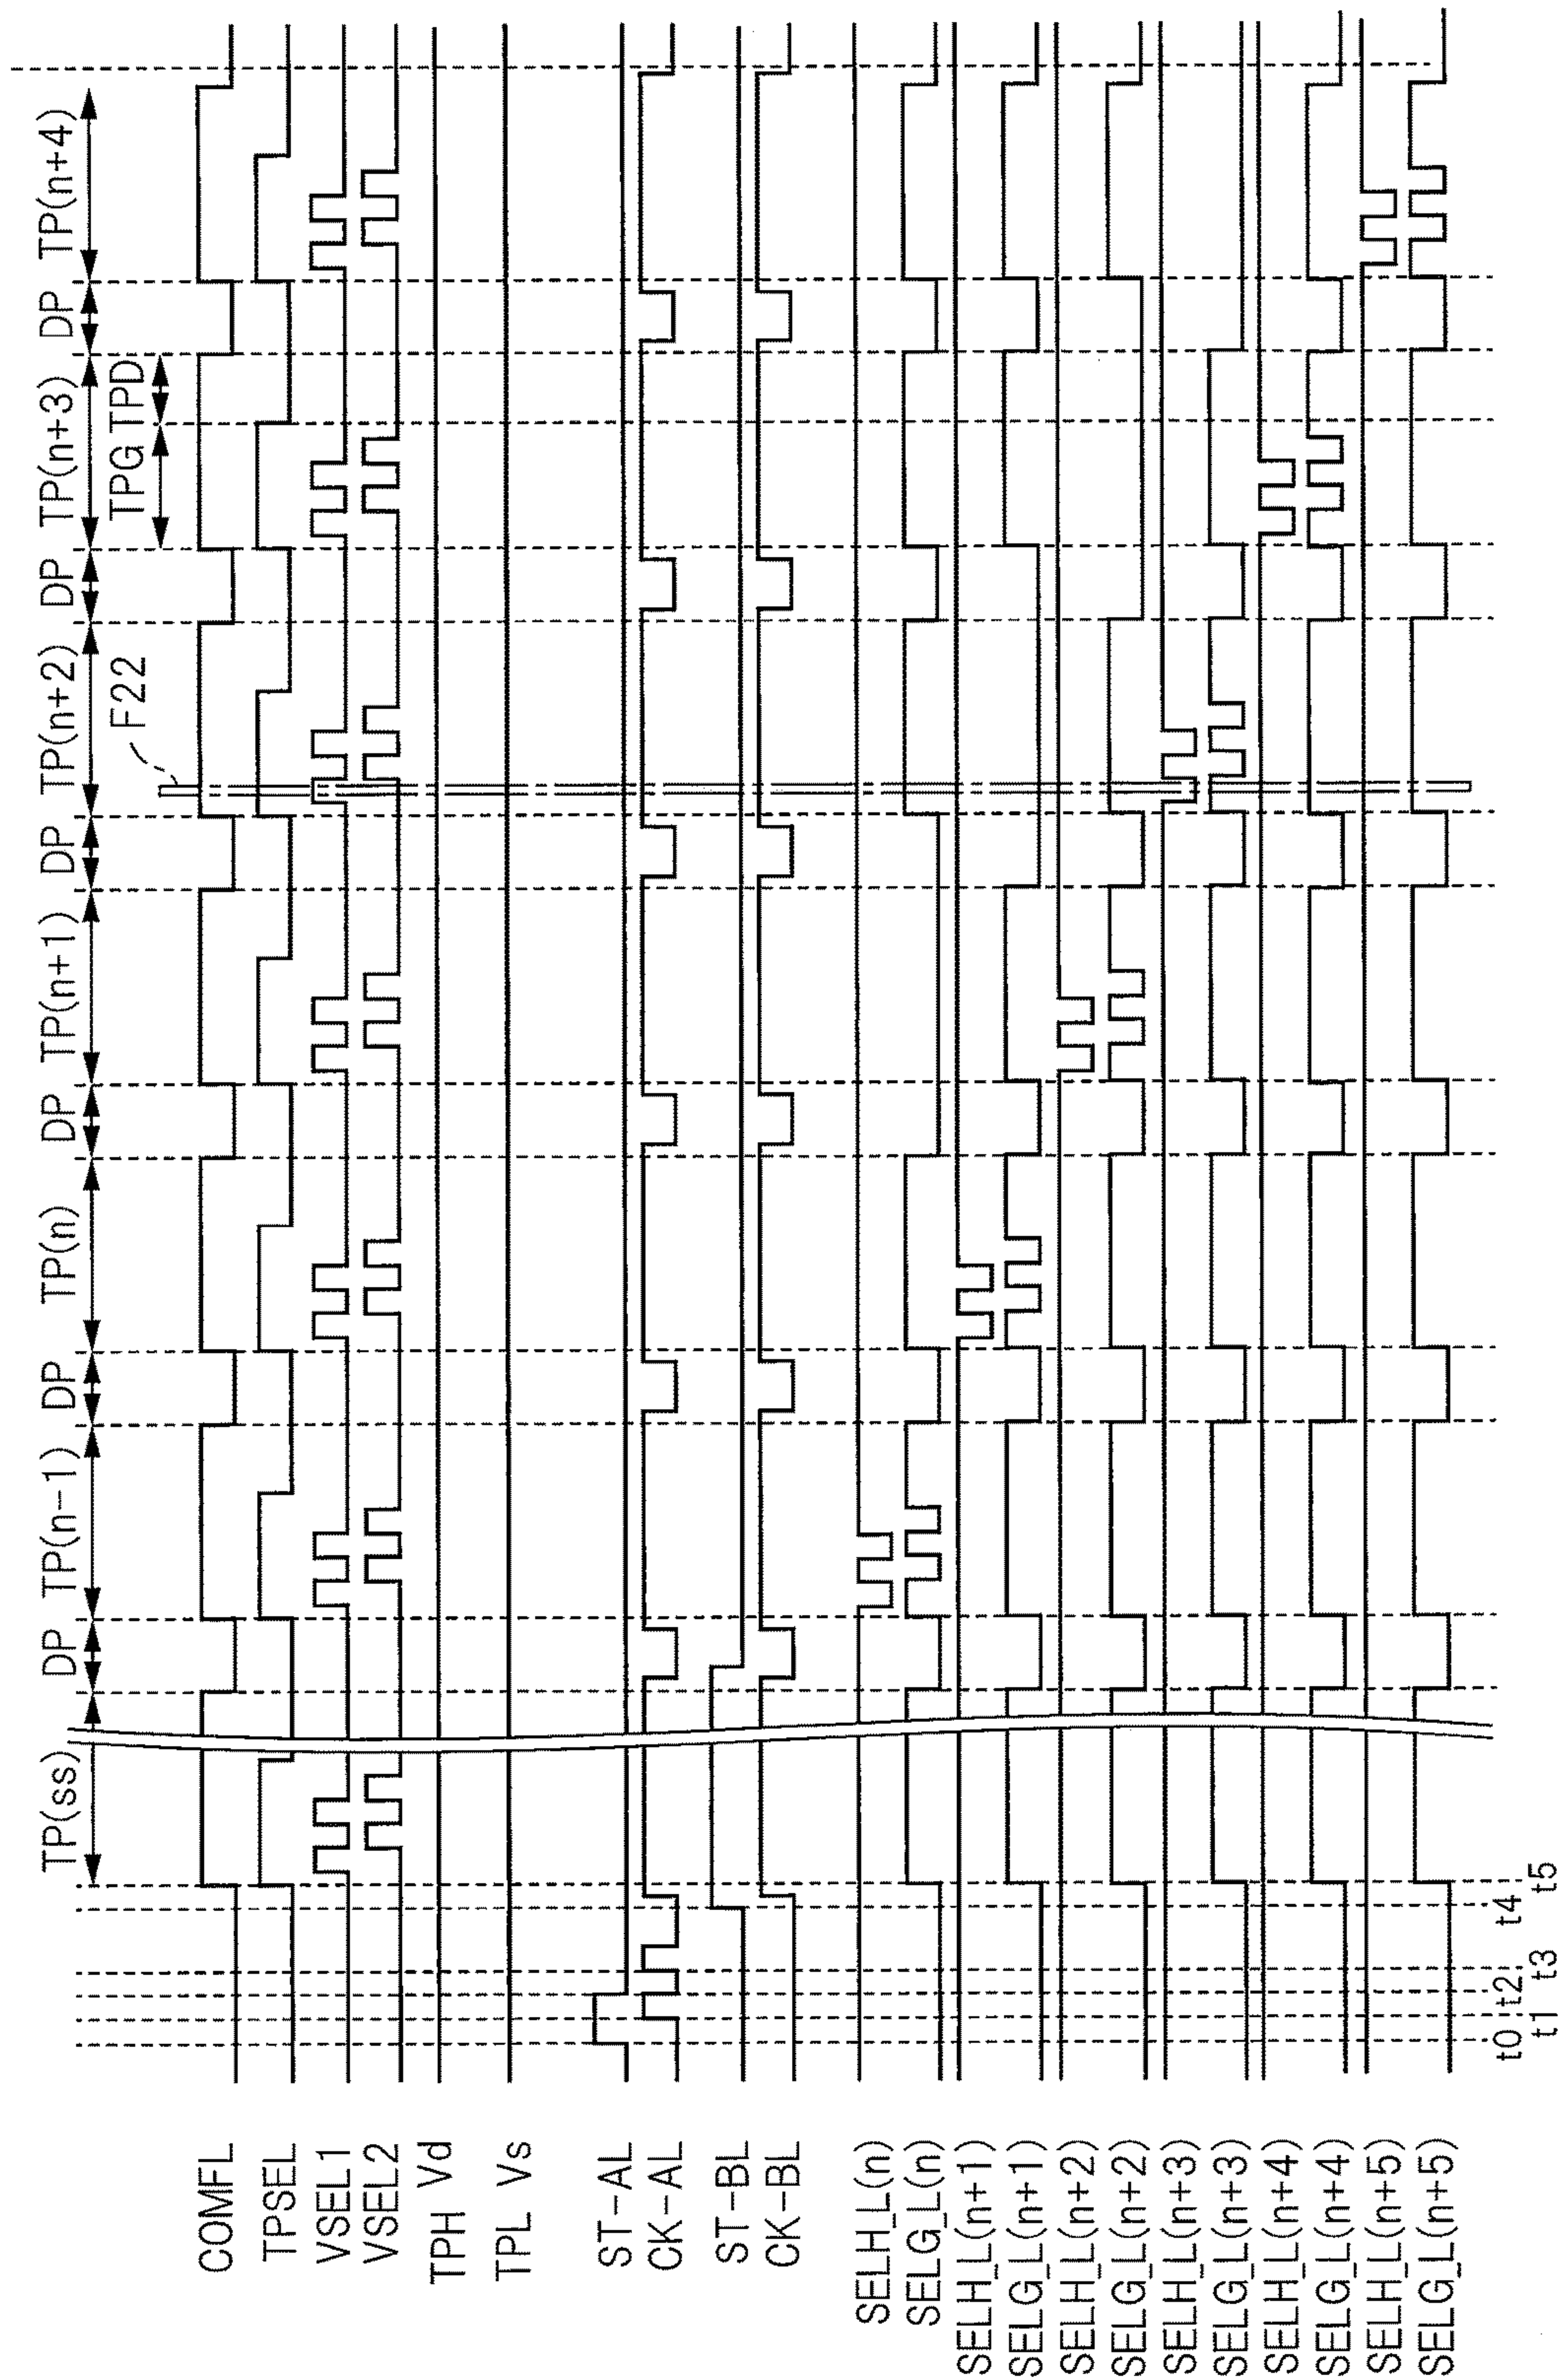 TP(ss) DP TP(n-1) DP TP(n) DP TP(n+1) DP TP(n+2) DP TP(n+3) DP TP(n+4)
F22 TPG TPD
COMFL
TPSEL
VSEL1
VSEL2
TPH Vd
TPL Vs
ST-AL
CK-AL
ST-BL
CK-BL
SELH_L(n)
SELG_L(n)
SELH_L(n+1)
SELG_L(n+1)
SELH_L(n+2)
SELG_L(n+2)
SELH_L(n+3)
SELG_L(n+3)
SELH_L(n+4)
SELG_L(n+4)
SELH_L(n+5)
SELG_L(n+5)
t0 t2 t4
t1 t3 t5